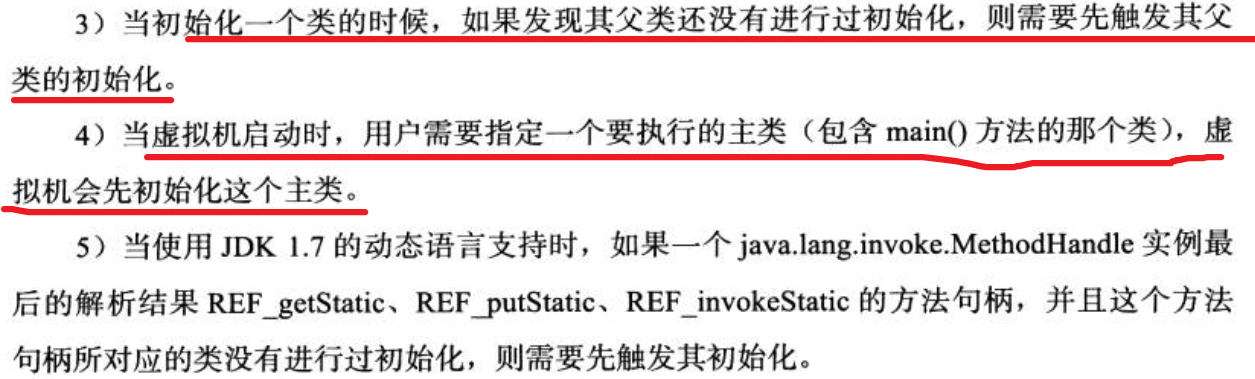 3）当初始化一个类的时候，如果发现其父类还没有进行过初始化，则需要先触发其父
类的初始化。
4）当虚拟机启动时，用户需要指定一个要执行的主类（包含 main() 方法的那个类），虚
拟机会先初始化这个主类。
5）当使用 JDK 1.7 的动态语言支持时，如果一个 java.lang.invoke.MethodHandle 实例最
后的解析结果 REF_getStatic、REF_putStatic、REF_invokeStatic 的方法句柄，并且这个方法
句柄所对应的类没有进行过初始化，则需要先触发其初始化。